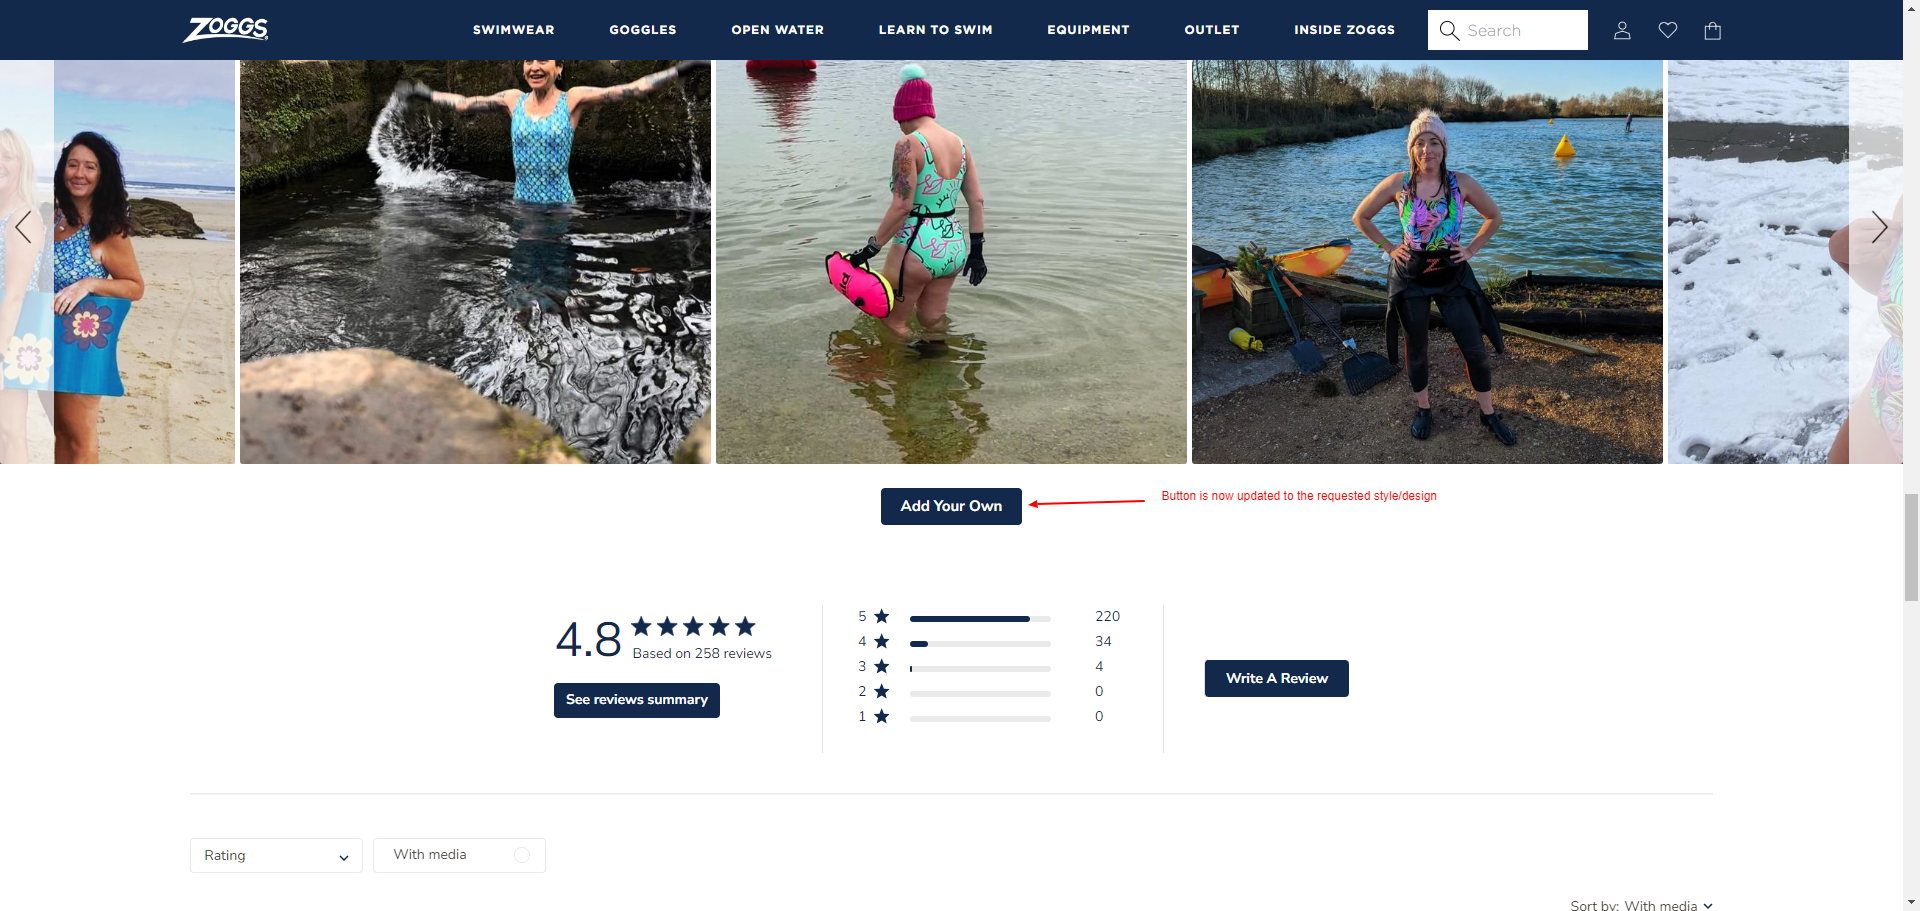 ZOGGS
SWIMWEAR
GOGGLES
OPEN WATER
LEARN TO SWIM
EQUIPMENT
OUTLET
INSIDE ZOGGS
Search
Add Your Own
Button is now updated to the requested style/design
4.8
Based on 258 reviews
See reviews summary
5 220
4 34
3 4
2 0
1 0
Write A Review
Rating
With media
Sort by: With media